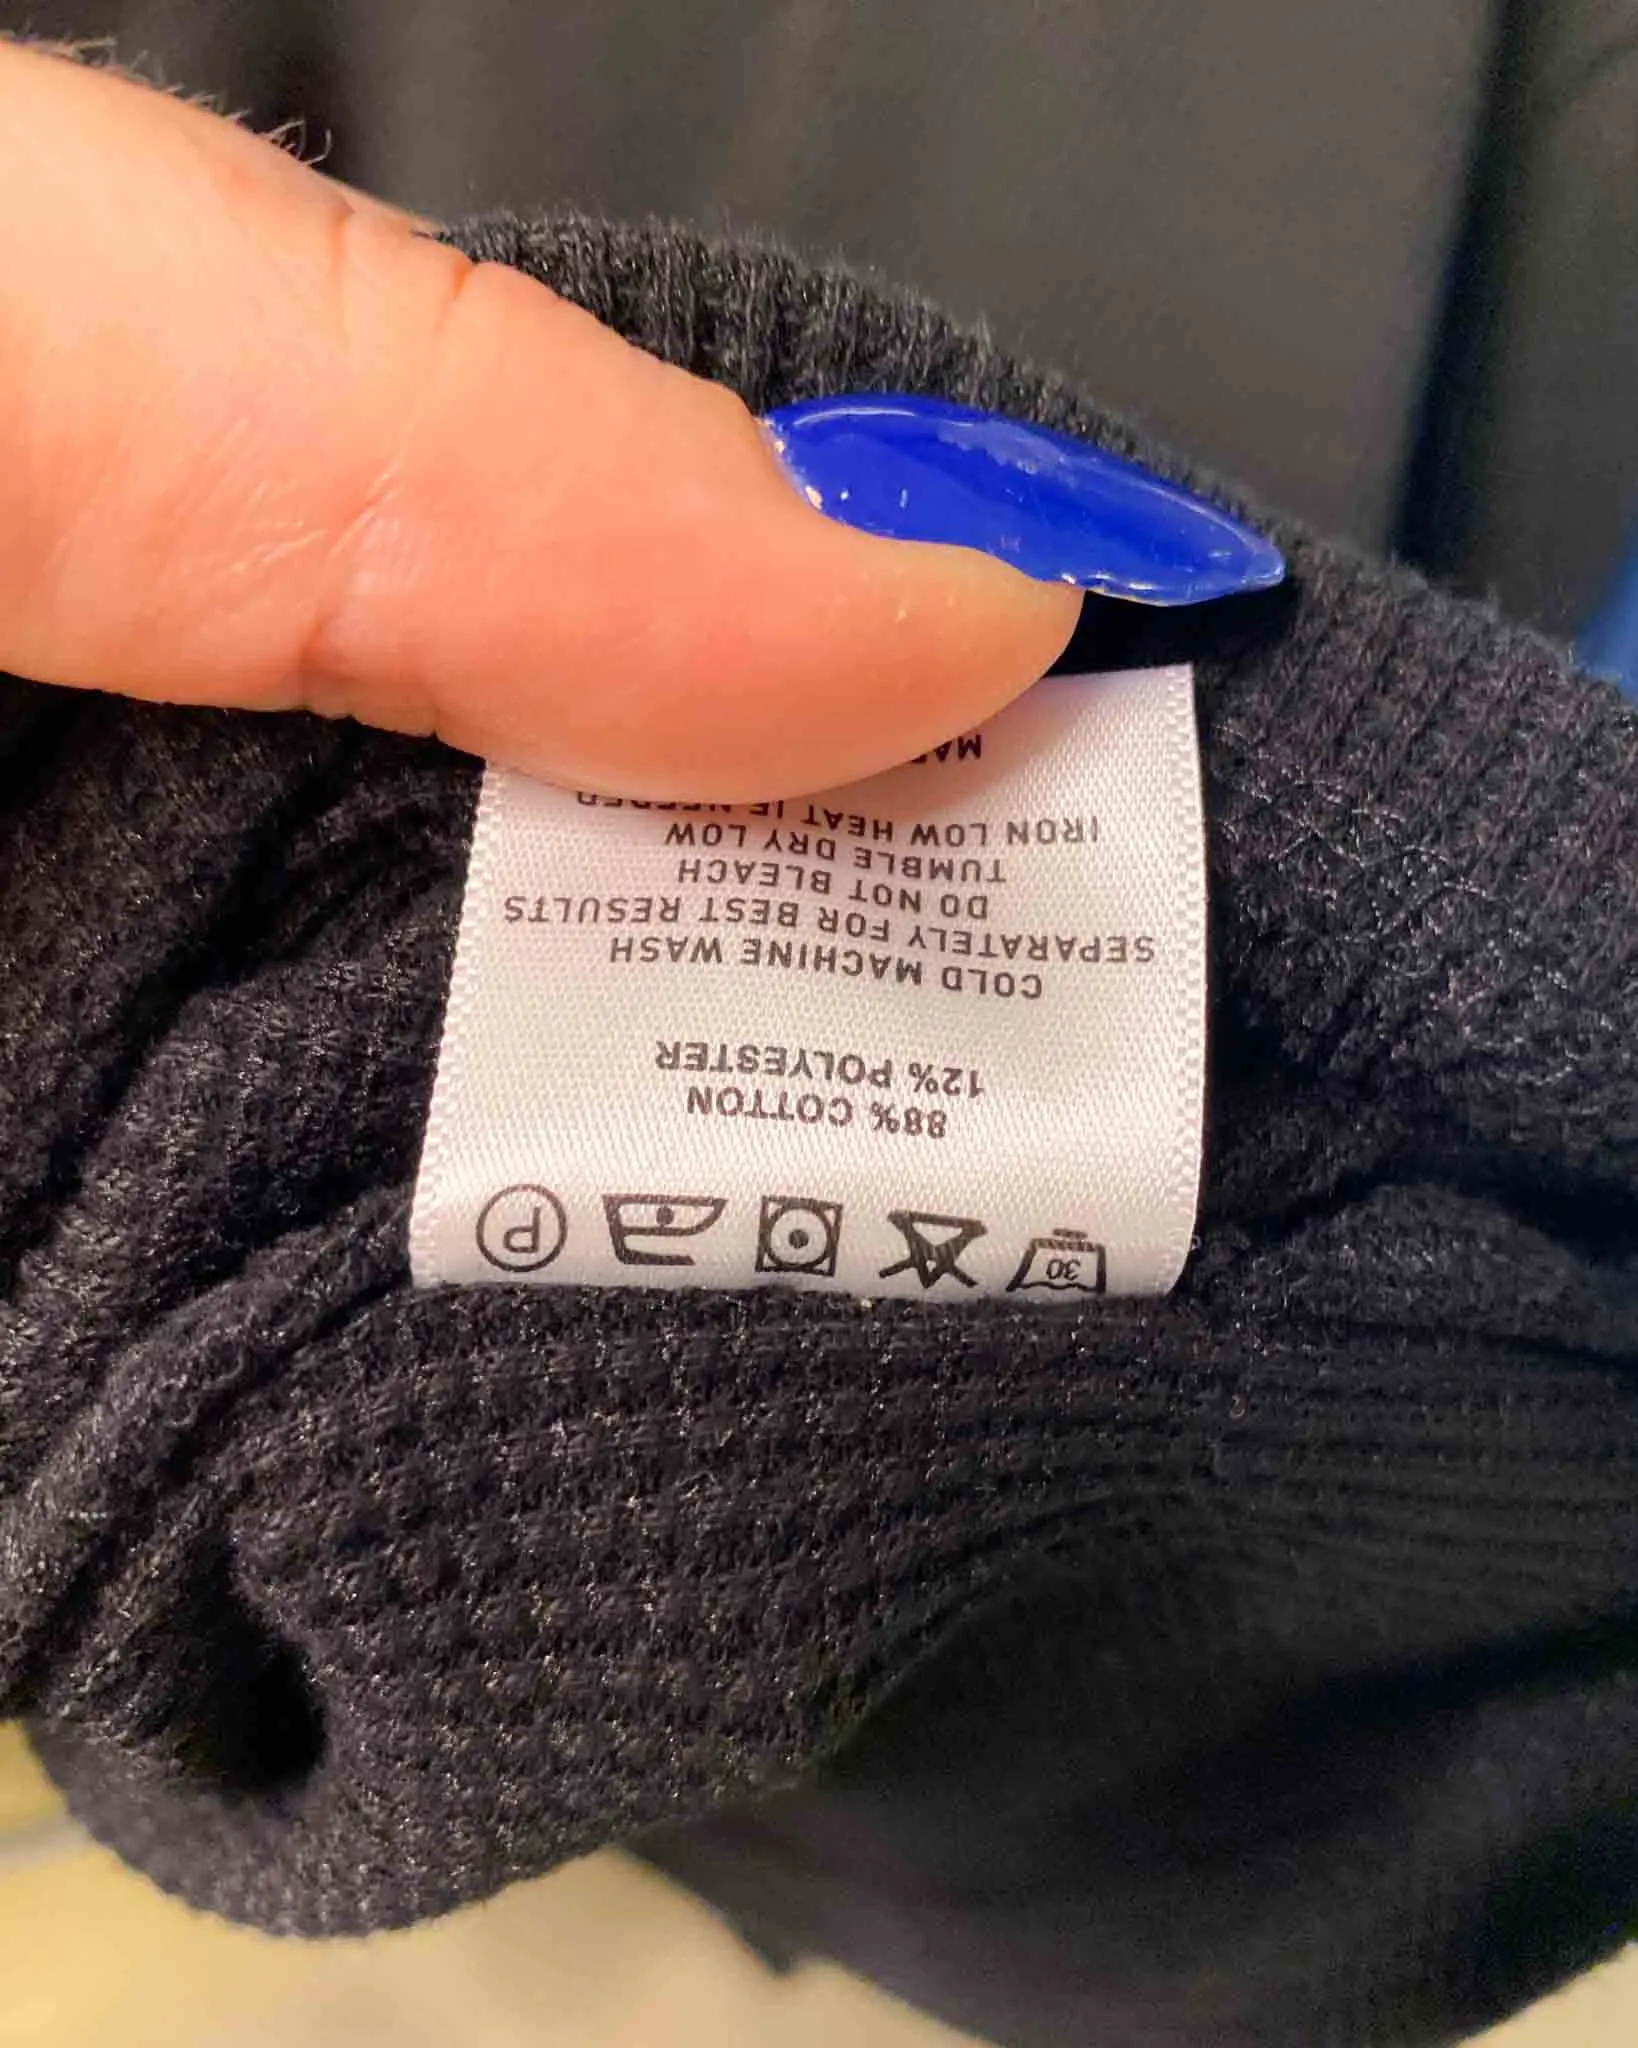 30 P
88% COTTON
12% POLYESTER
COLD MACHINE WASH
SEPARATELY FOR BEST RESULTS
DO NOT BLEACH
TUMBLE DRY LOW
IRON LOW HEAT IF NEEDED